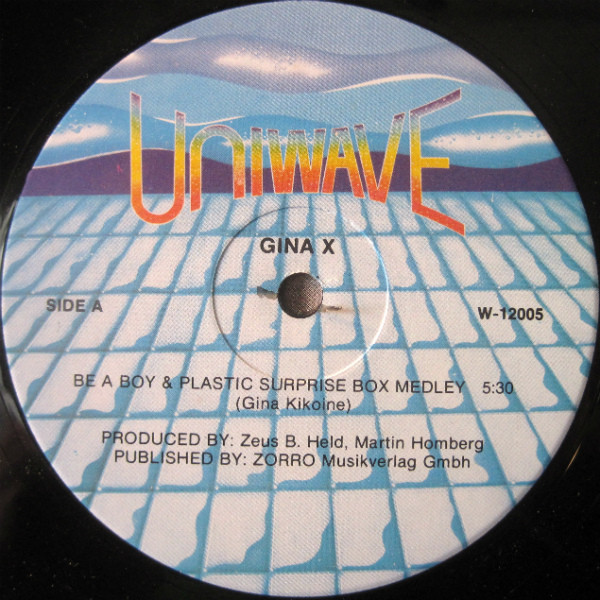 UNIWAVE
GINA X
SIDE A
W-12005
BE A BOY & PLASTIC SURPRISE BOX MEDLEY 5:30
(Gina Kikoine)
PRODUCED BY: Zeus B. Held, Martin Homberg
PUBLISHED BY: ZORRO Musikverlag Gmbh